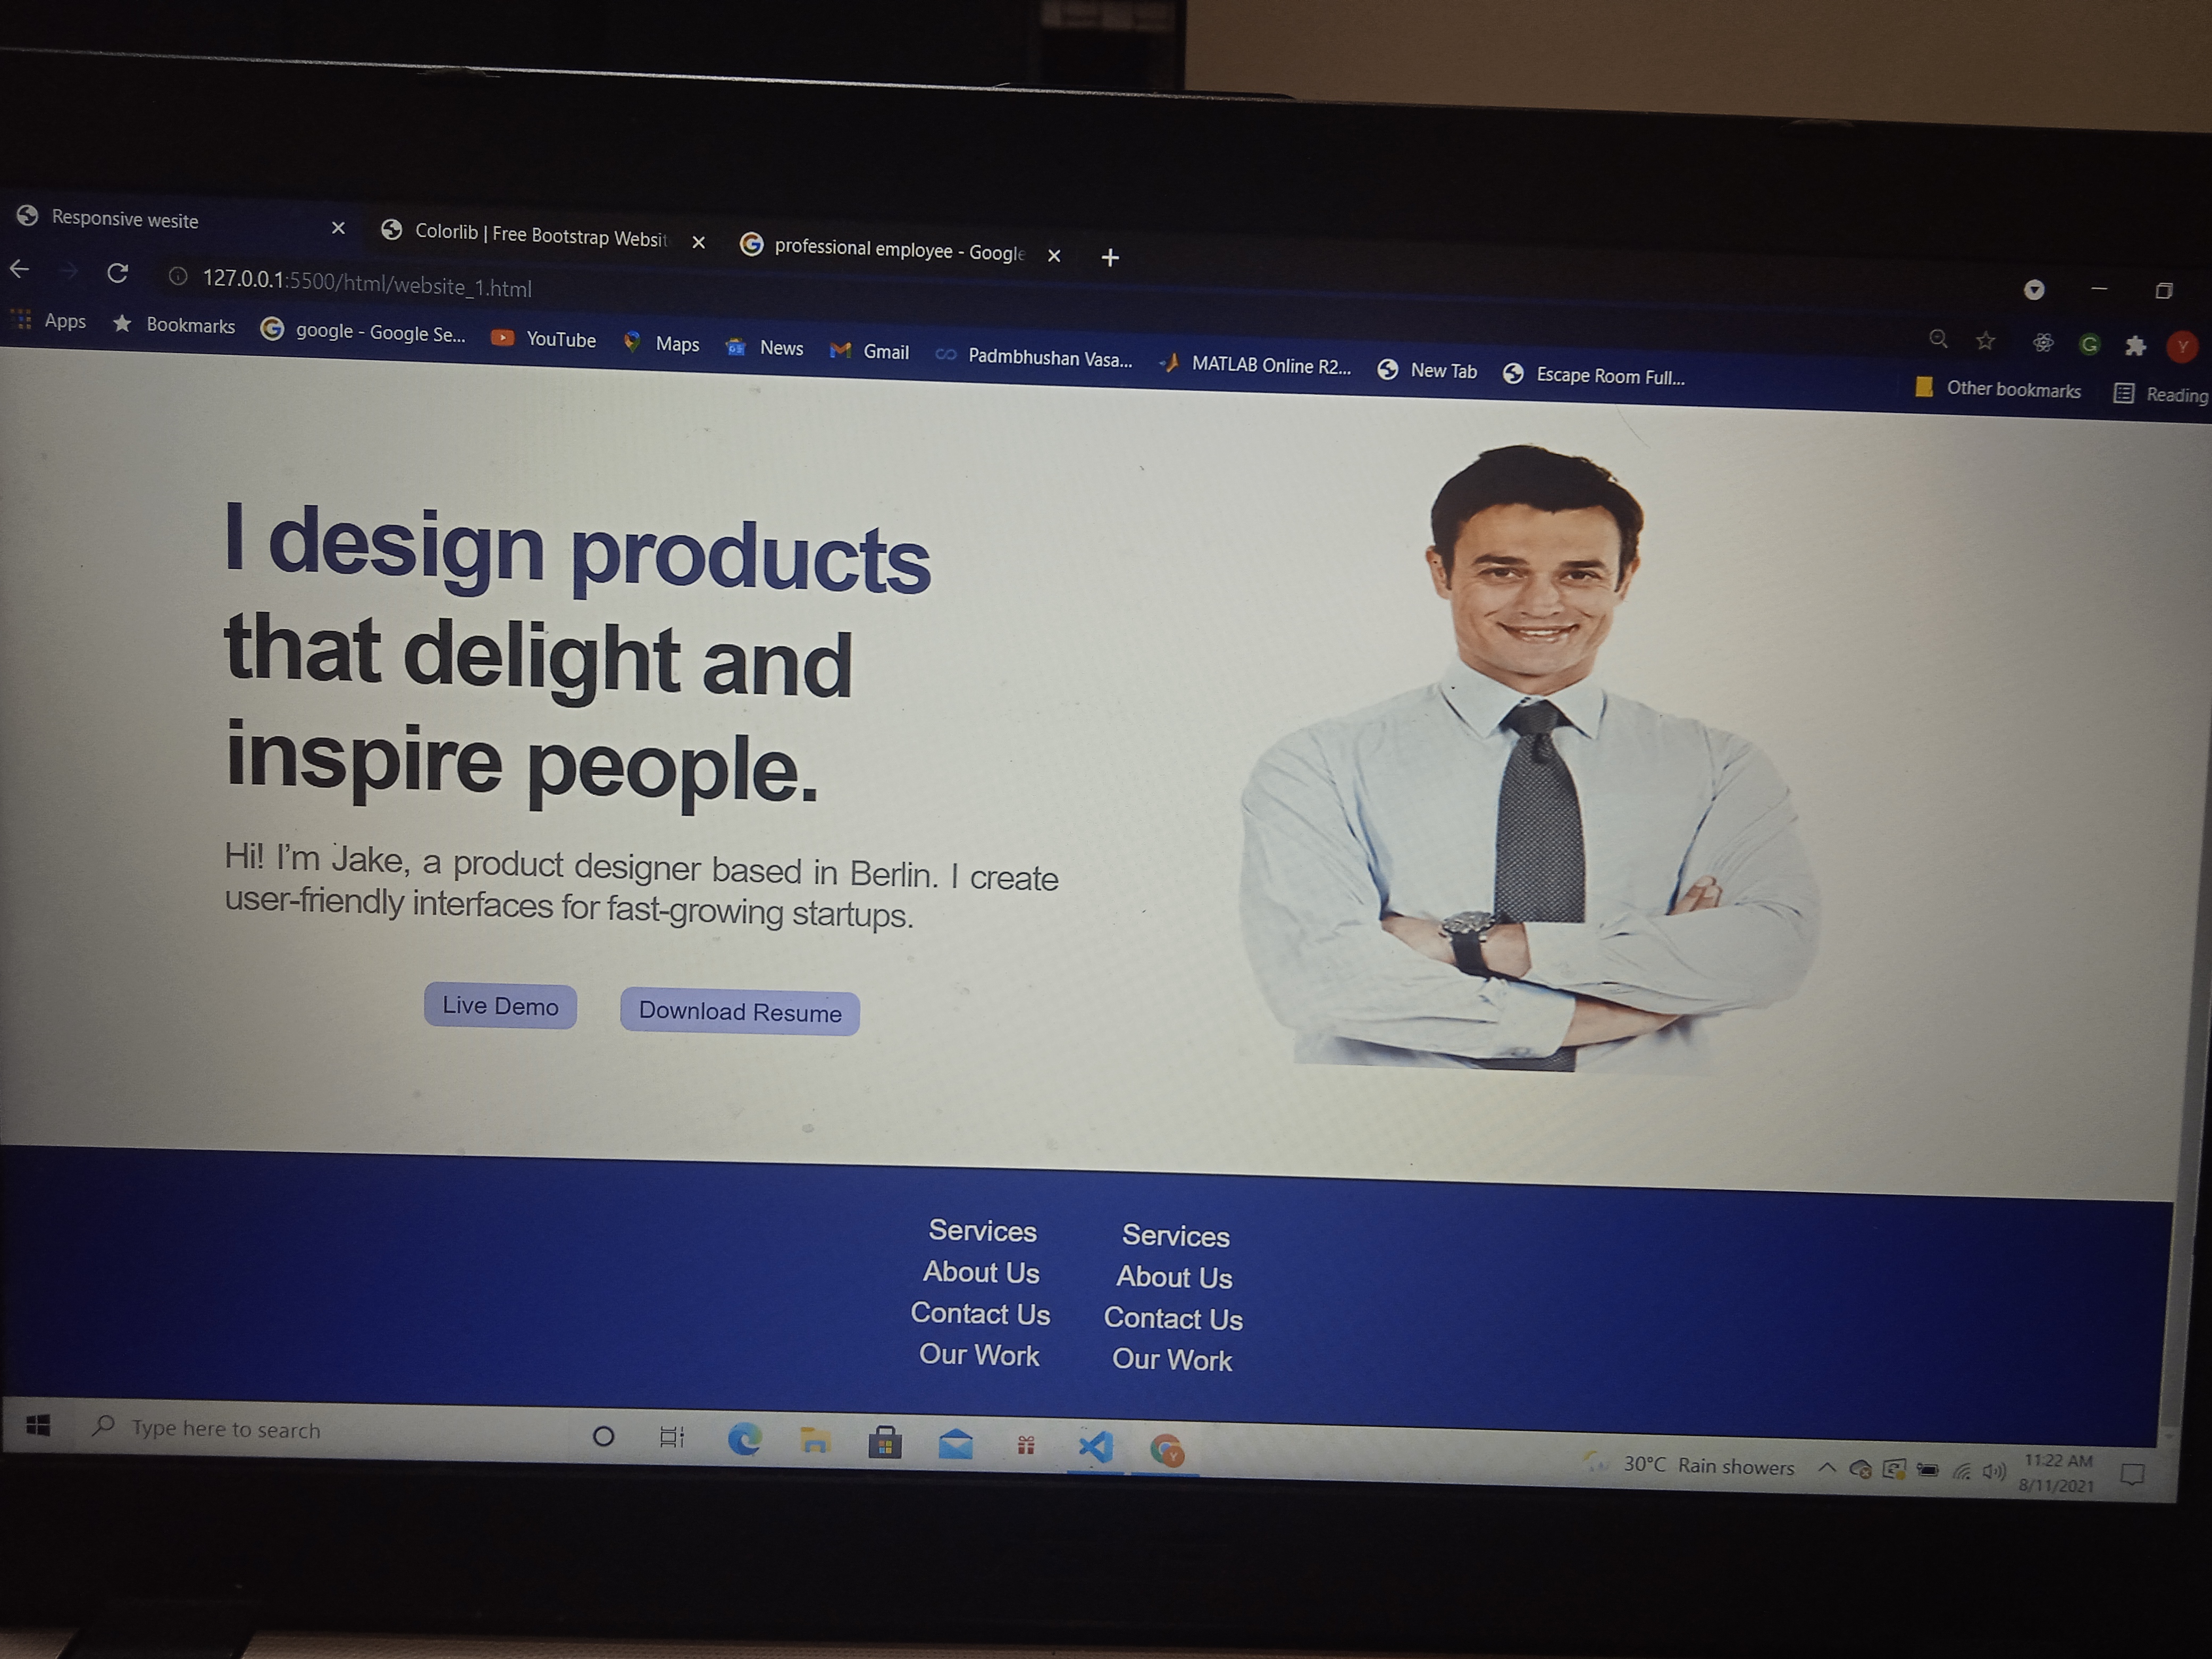 Responsive wesite
Colorlib | Free Bootstrap Websit
professional employee - Google
127.0.0.1:5500/html/website_1.html
Apps
Bookmarks
google - Google Se...
YouTube
Maps
News
Gmail
Padmbhushan Vasa...
MATLAB Online R2...
New Tab
Escape Room Full...
Other bookmarks
Reading
Y
I design products
that delight and
inspire people.
Hi! I'm Jake, a product designer based in Berlin. I create
user-friendly interfaces for fast-growing startups.
Live Demo
Download Resume
Services
About Us
Contact Us
Our Work
Services
About Us
Contact Us
Our Work
Type here to search
30°C Rain showers
11:22 AM
8/11/2021